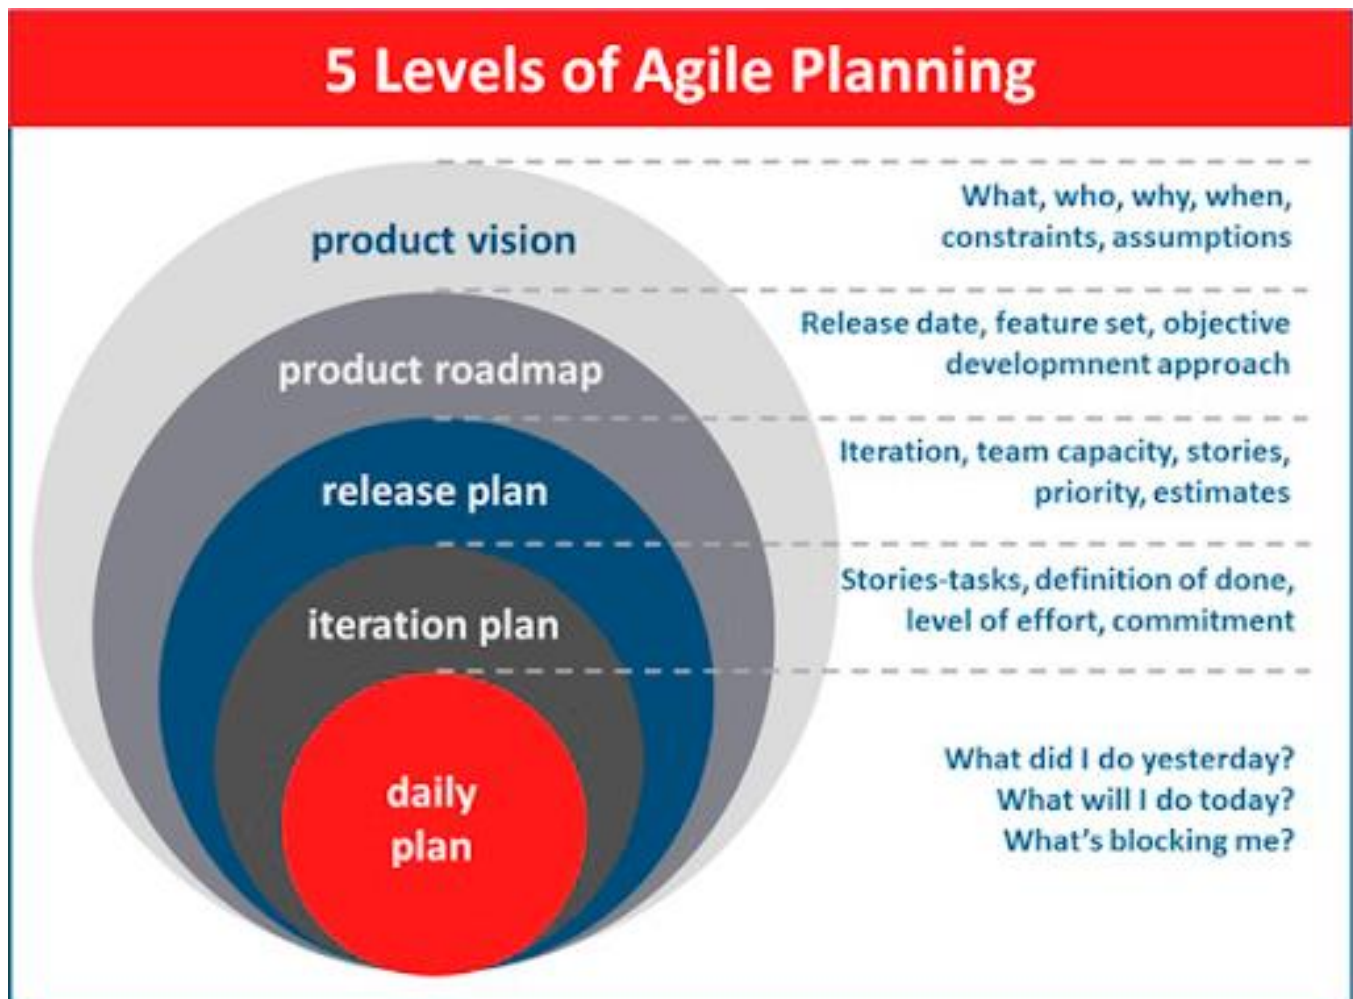 5 Levels of Agile Planning
product vision
What, who, why, when,
constraints, assumptions
product roadmap
Release date, feature set, objective
developmnent approach
release plan
Iteration, team capacity, stories,
priority, estimates
iteration plan
Stories-tasks, definition of done,
level of effort, commitment
daily
plan
What did I do yesterday?
What will I do today?
What's blocking me?